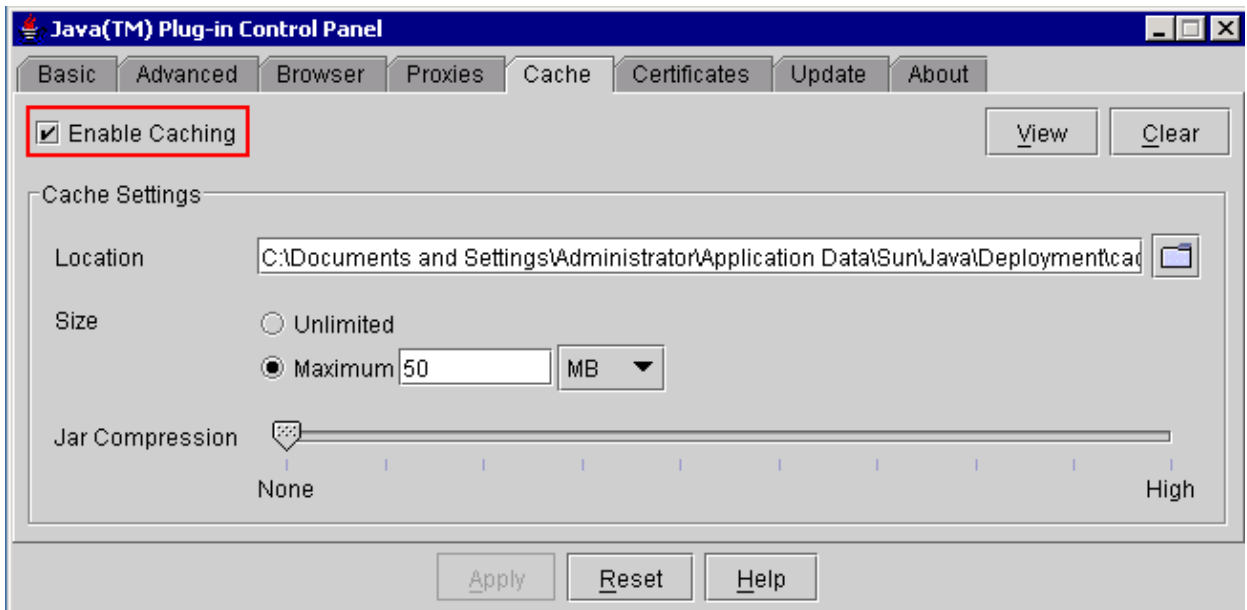 Java(TM) Plug-in Control Panel
Basic Advanced Browser Proxies Cache Certificates Update About
Enable Caching View Clear
Cache Settings
Location C:\Documents and Settings\Administrator\Application Data\Sun\Java\Deployment\cac
Size Unlimited
Maximum 50 MB
Jar Compression
None High
Apply Reset Help